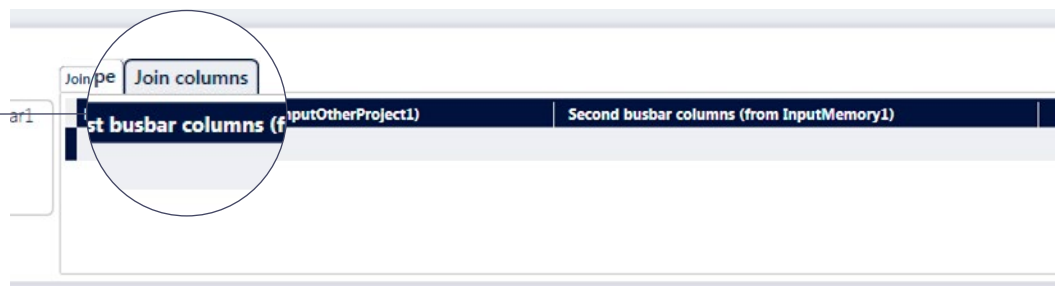 Join pe Join columns
ar1
st busbar columns (f nputOtherProject1) Second busbar columns (from InputMemory1)